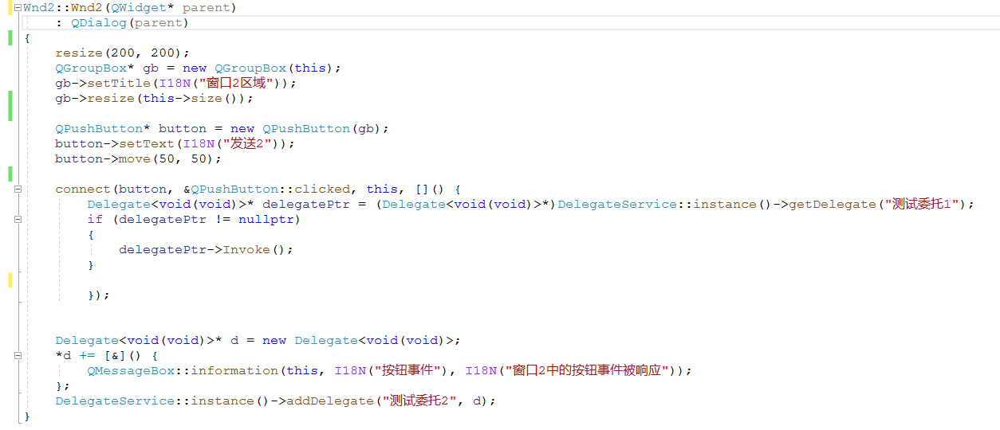 Wnd2::Wnd2(QWidget* parent)
    : QDialog(parent)
{
    resize(200, 200);
    QGroupBox* gb = new QGroupBox(this);
    gb->setTitle(I18N("窗口2区域"));
    gb->resize(this->size());

    QPushButton* button = new QPushButton(gb);
    button->setText(I18N("发送2"));
    button->move(50, 50);

    connect(button, &QPushButton::clicked, this, []() {
        Delegate<void(void)>* delegatePtr = (Delegate<void(void)>*)DelegateService::instance()->getDelegate("测试委托1");
        if (delegatePtr != nullptr)
        {
            delegatePtr->Invoke();
        }

        });


    Delegate<void(void)>* d = new Delegate<void(void)>;
    *d += [&]() {
        QMessageBox::information(this, I18N("按钮事件"), I18N("窗口2中的按钮事件被响应"));
    };
    DelegateService::instance()->addDelegate("测试委托2", d);
}